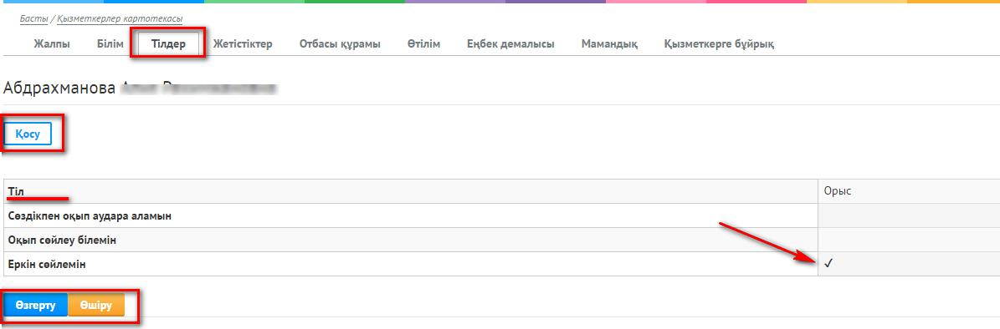 Басты / Қызметкерлер картотекасы
Жалпы Білім Тілдер Жетістіктер Отбасы құрамы Өтілім Еңбек демалысы Мамандық Қызметкерге бұйрық
Абдрахманова
Қосу
Тіл Орыс
Сөздікпен оқып аудара аламын
Оқып сөйлеу білемін
Еркін сөйлемін ✓
Өзгерту Өшіру